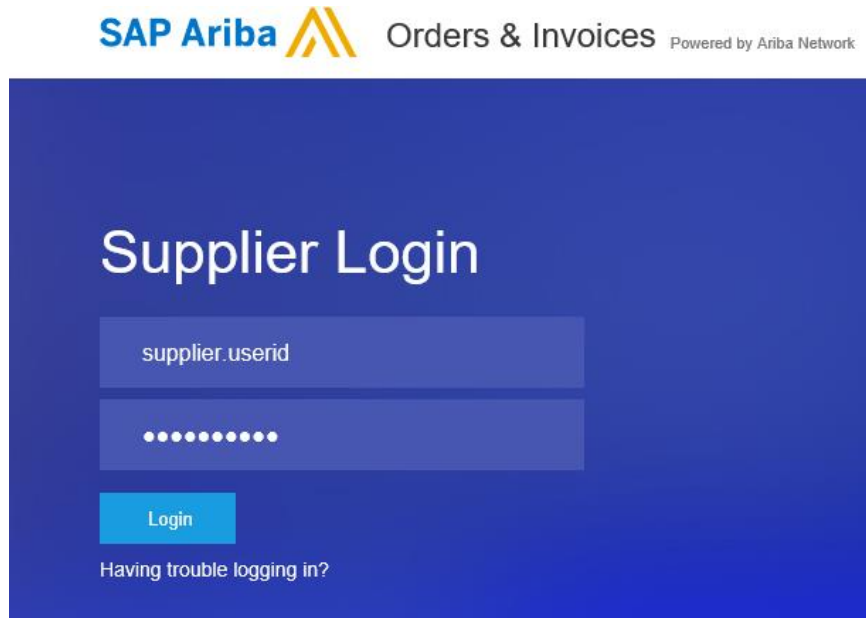 SAP Ariba Orders & Invoices Powered by Ariba Network
Supplier Login
supplier.userid
••••••••••
Login
Having trouble logging in?